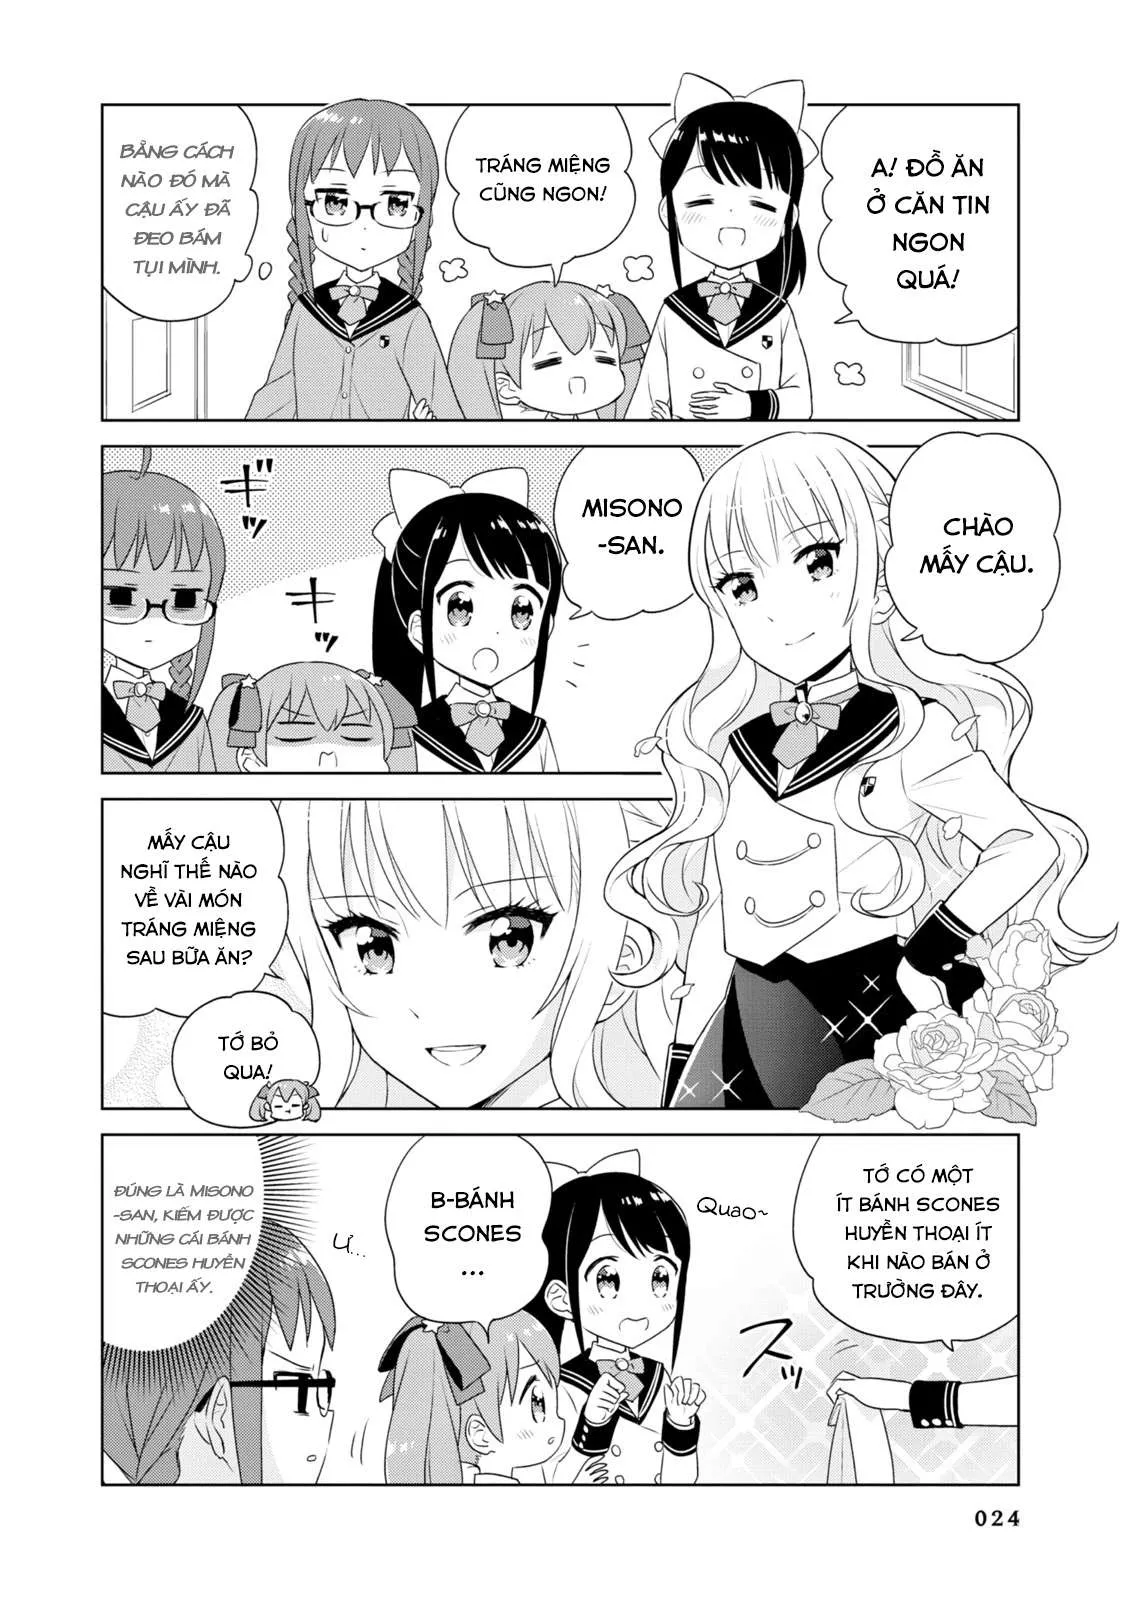 A! ĐỒ ĂN
Ở CĂN TIN
NGON
QUÁ!
TRÁNG MIỆNG
CŨNG NGON!
BẰNG CÁCH
NÀO ĐÓ MÀ
CẬU ẤY ĐÃ
ĐEO BÁM
TỤI MÌNH.
CHÀO
MẤY CẬU.
MISONO
-SAN.
ギギ
ギギッ
MẤY CẬU
NGHĨ THẾ NÀO
VỀ VÀI MÓN
TRÁNG MIỆNG
SAU BỮA ĂN?
TỚ BỎ
QUA!
TỚ CÓ MỘT
ÍT BÁNH SCONES
HUYỀN THOẠI ÍT
KHI NÀO BÁN Ở
TRƯỜNG ĐÂY.
スッ
Quao~
B-BÁNH
SCONES
...
Ư...
ĐÚNG LÀ MISONO
-SAN, KIẾM ĐƯỢC
NHỮNG CÁI BÁNH
SCONES HUYỀN
THOẠI ẤY.
024